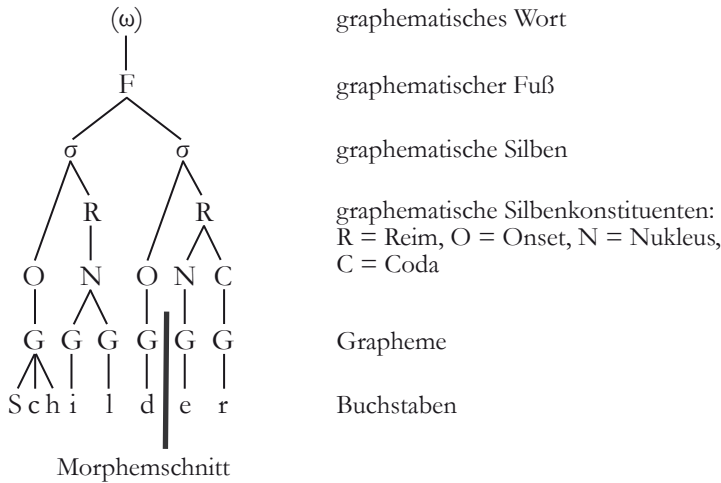 (ω) graphematisches Wort
F graphematischer Fuß
σ σ graphematische Silben
R R graphematische Silbenkonstituenten:
R = Reim, O = Onset, N = Nukleus,
O N O N C C = Coda
G G G G G G Grapheme
S c h i l d e r Buchstaben
Morphemschnitt